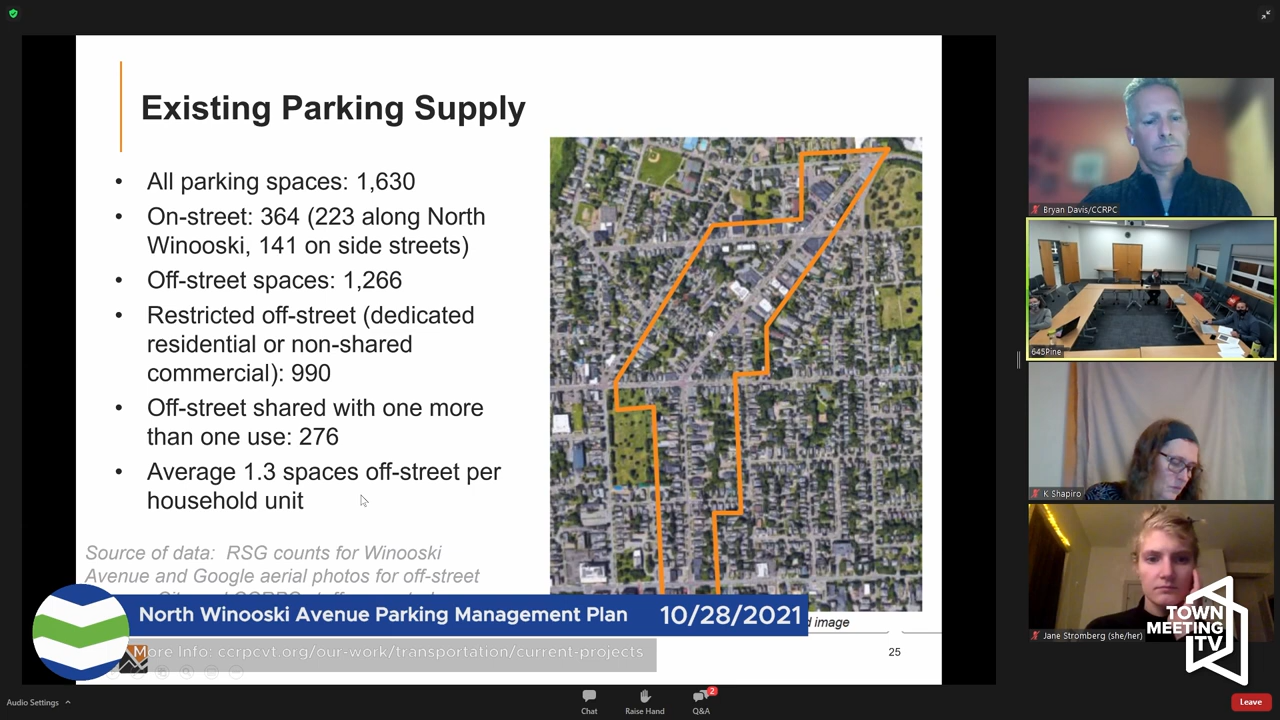 Existing Parking Supply
• All parking spaces: 1,630
• On-street: 364 (223 along North
Winooski, 141 on side streets)
• Off-street spaces: 1,266
• Restricted off-street (dedicated
residential or non-shared
commercial): 990
• Off-street shared with one more
than one use: 276
• Average 1.3 spaces off-street per
household unit
Source of data: RSG counts for Winooski
Avenue and Google aerial photos for off-street
North Winooski Avenue Parking Management Plan 10/28/2021
image
More Info: ccrpcvt.org/our-work/transportation/current-projects
25
Bryan Davis/CCRPC
645Pine
K Shapiro
Jane Stromberg (she/her)
TOWN
MEETING
TV
Audio Settings
Chat
Raise Hand
2
Q&A
Leave